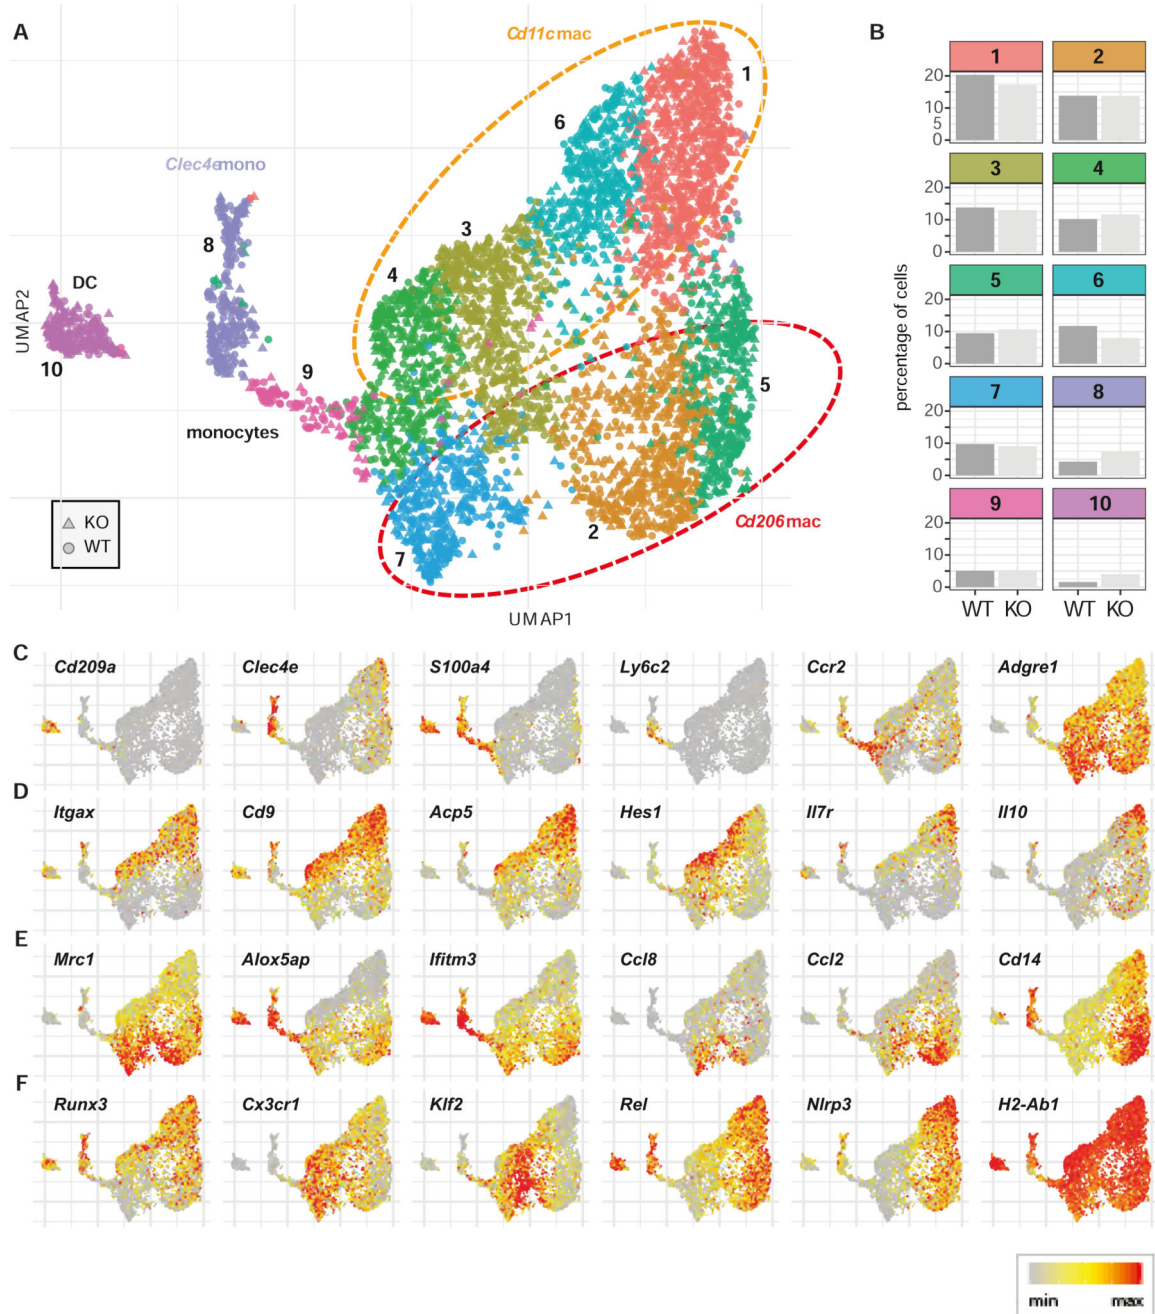 A
Cd11c mac
1
6
Clec4e mono
3
8
4
DC
UMAP2
10
9
5
monocytes
KO
WT
2
Cd206 mac
7
UMAP1
B
1 2
20
10
5
0
3 4
20
10
0
5 6
20
10
0
7 8
20
10
0
9 10
20
10
0
percentage of cells
WT KO WT KO
C
Cd209a Clec4e S100a4 Ly6c2 Ccr2 Adgre1
D
Itgax Cd9 Acp5 Hes1 Il7r Il10
E
Mrc1 Alox5ap Ifitm3 Ccl8 Ccl2 Cd14
F
Runx3 Cx3cr1 Klf2 Rel Nlrp3 H2-Ab1
min max